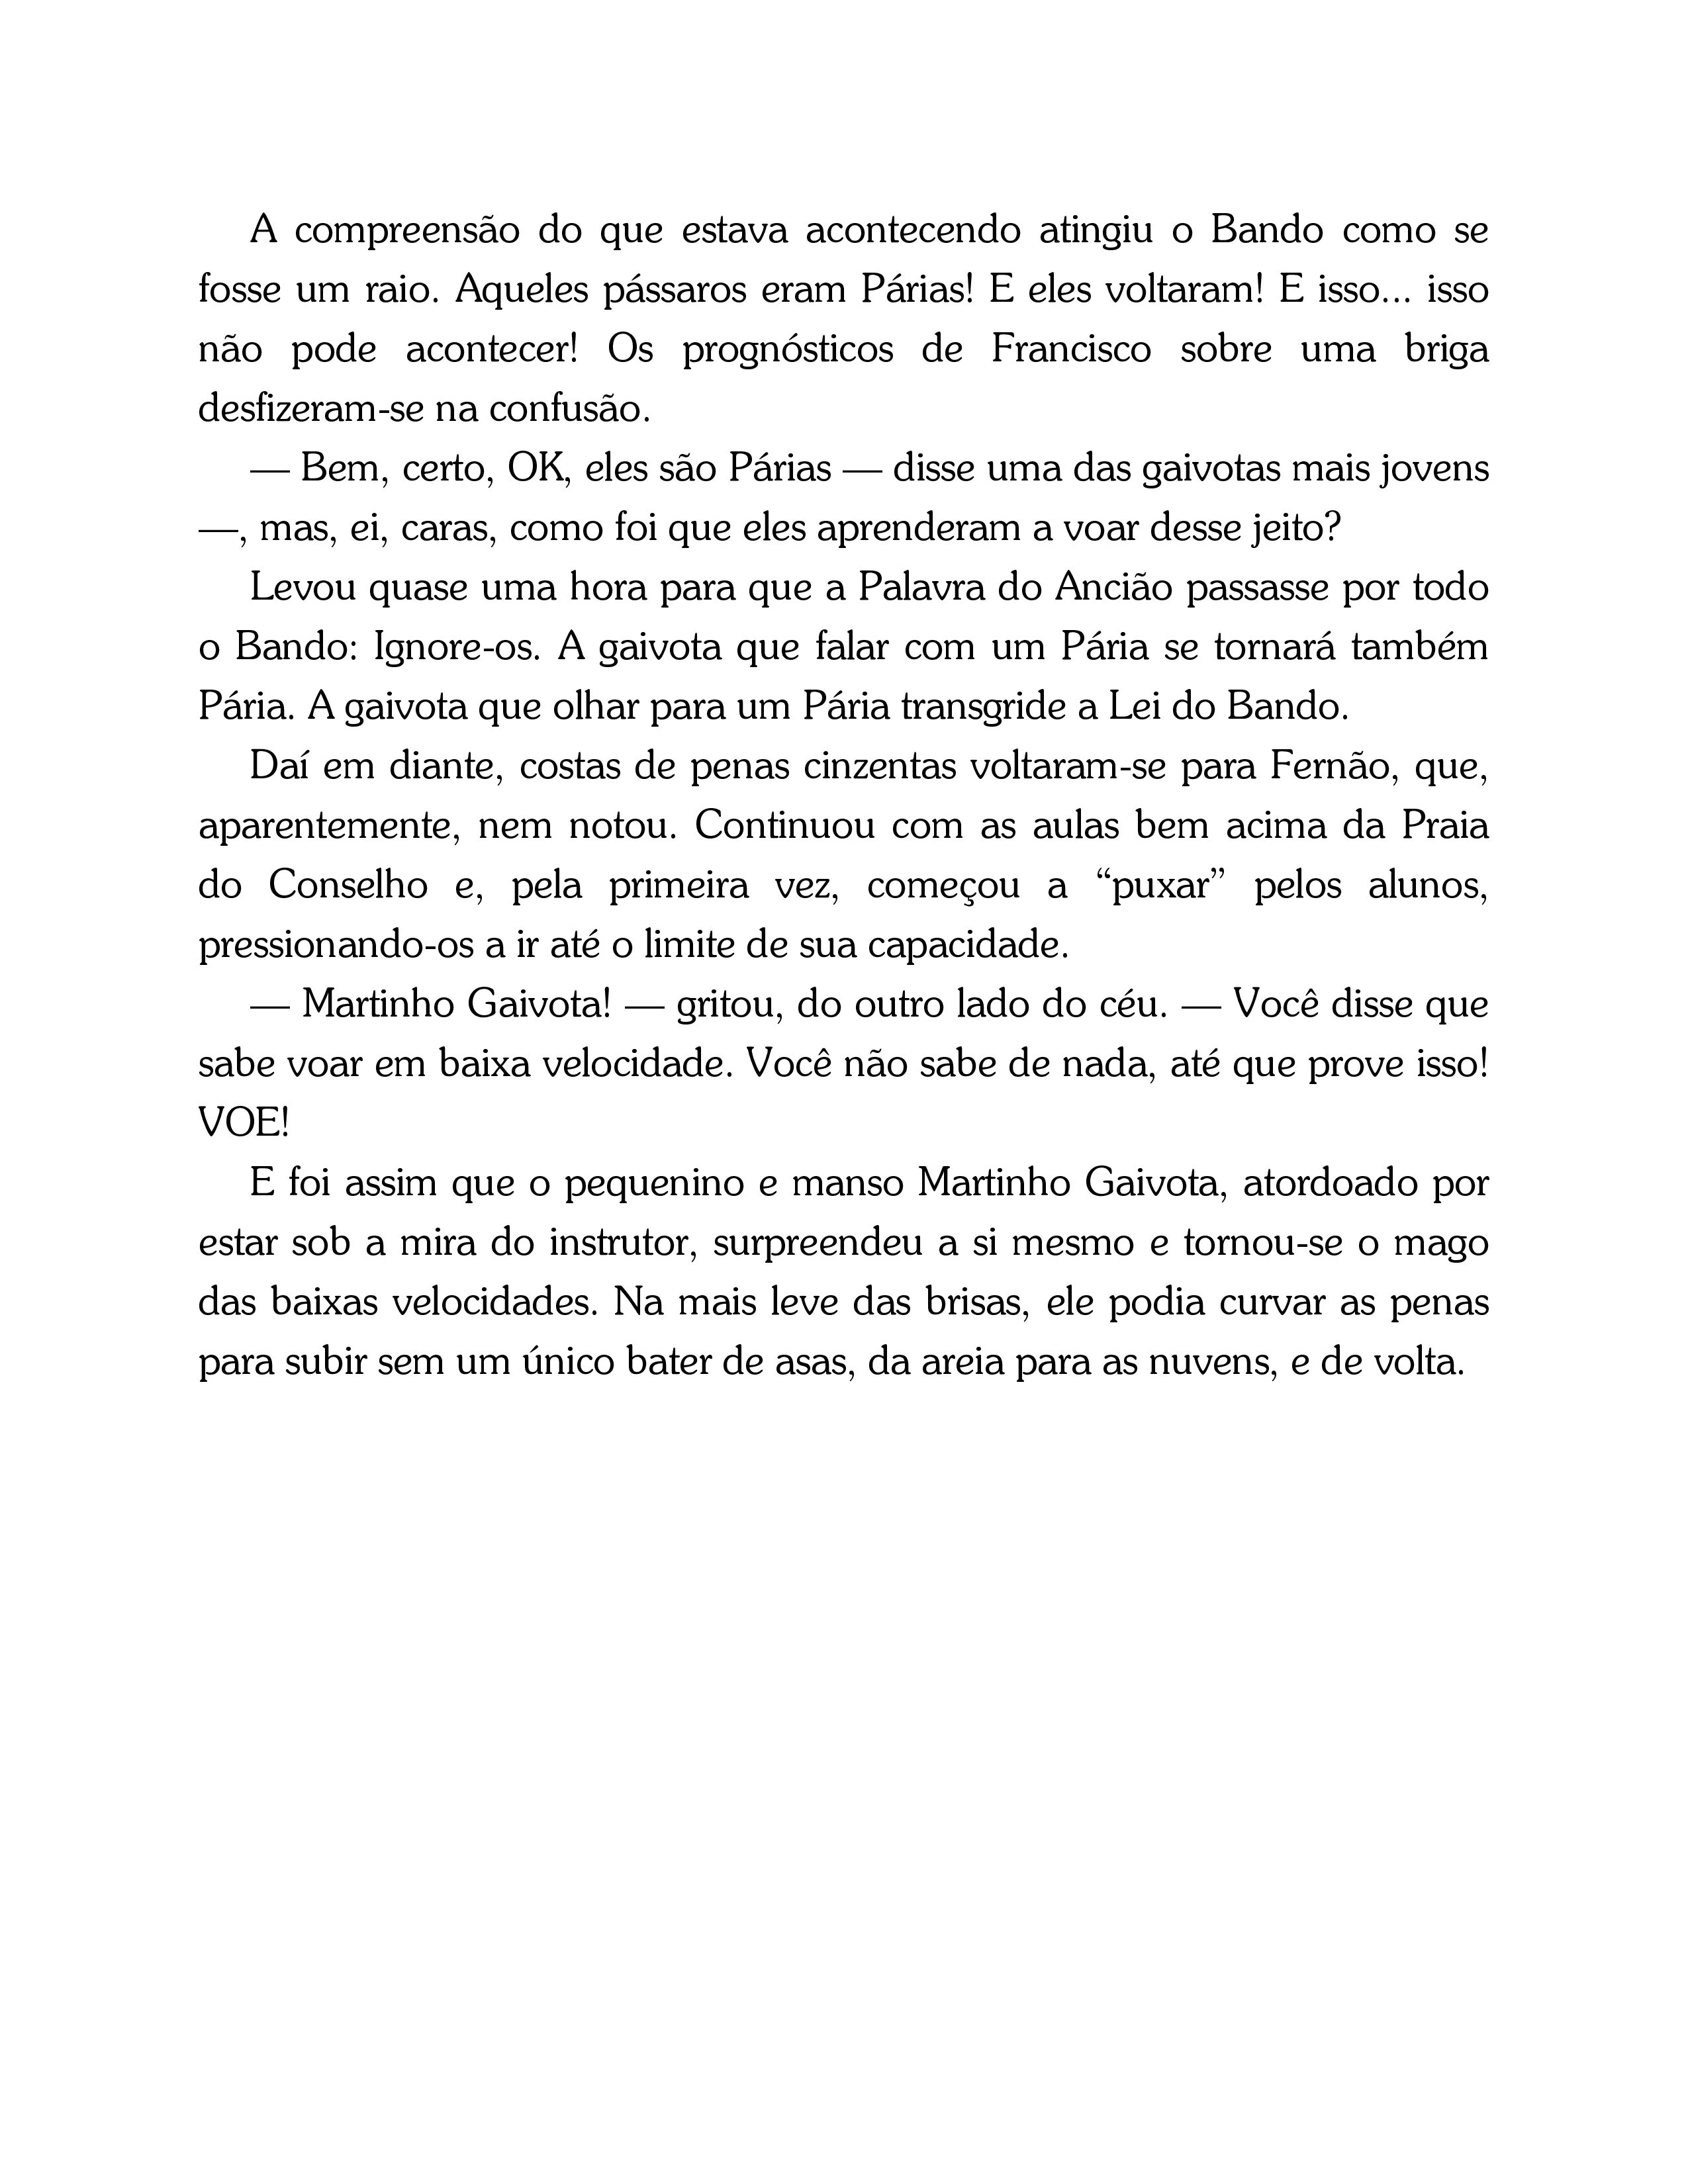 A compreensão do que estava acontecendo atingiu o Bando como se
fosse um raio. Aqueles pássaros eram Párias! E eles voltaram! E isso... isso
não pode acontecer! Os prognósticos de Francisco sobre uma briga
desfizeram-se na confusão.
— Bem, certo, OK, eles são Párias — disse uma das gaivotas mais jovens
—, mas, ei, caras, como foi que eles aprenderam a voar desse jeito?
Levou quase uma hora para que a Palavra do Ancião passasse por todo
o Bando: Ignore-os. A gaivota que falar com um Pária se tornará também
Pária. A gaivota que olhar para um Pária transgride a Lei do Bando.
Daí em diante, costas de penas cinzentas voltaram-se para Fernão, que,
aparentemente, nem notou. Continuou com as aulas bem acima da Praia
do Conselho e, pela primeira vez, começou a “puxar” pelos alunos,
pressionando-os a ir até o limite de sua capacidade.
— Martinho Gaivota! — gritou, do outro lado do céu. — Você disse que
sabe voar em baixa velocidade. Você não sabe de nada, até que prove isso!
VOE!
E foi assim que o pequenino e manso Martinho Gaivota, atordoado por
estar sob a mira do instrutor, surpreendeu a si mesmo e tornou-se o mago
das baixas velocidades. Na mais leve das brisas, ele podia curvar as penas
para subir sem um único bater de asas, da areia para as nuvens, e de volta.